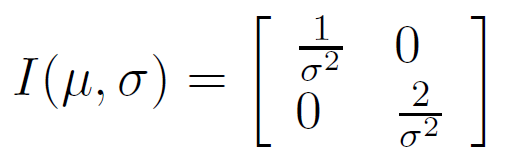 I(μ, σ) = [ 1/σ² 0
0 2/σ² ]